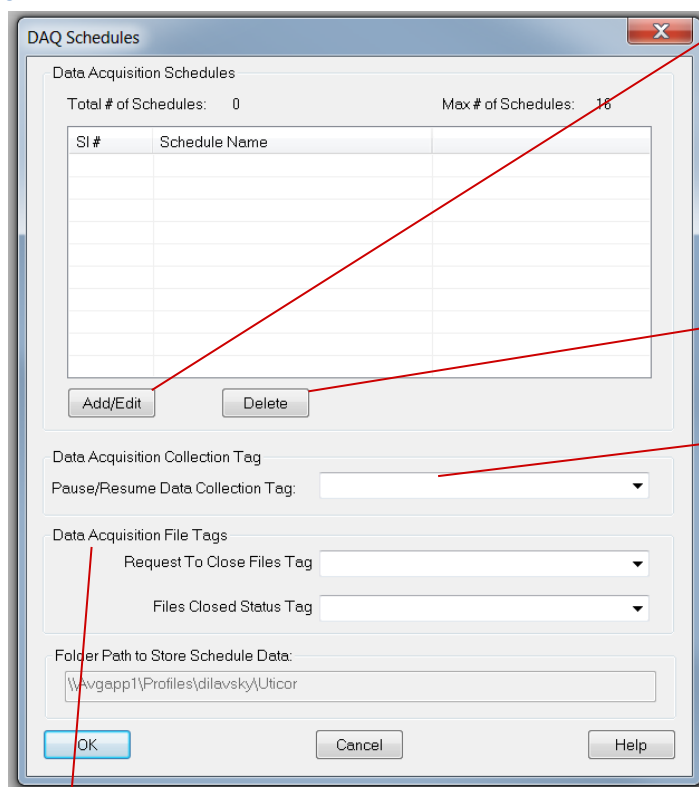 DAQ Schedules
X
Data Acquisition Schedules
Total # of Schedules: 0 Max # of Schedules: 16
Sl # Schedule Name
Add/Edit Delete
Data Acquisition Collection Tag
Pause/Resume Data Collection Tag:
Data Acquisition File Tags
Request To Close Files Tag
Files Closed Status Tag
Folder Path to Store Schedule Data:
\\Avgapp1\Profiles\dilavsky\Uticor
OK Cancel Help